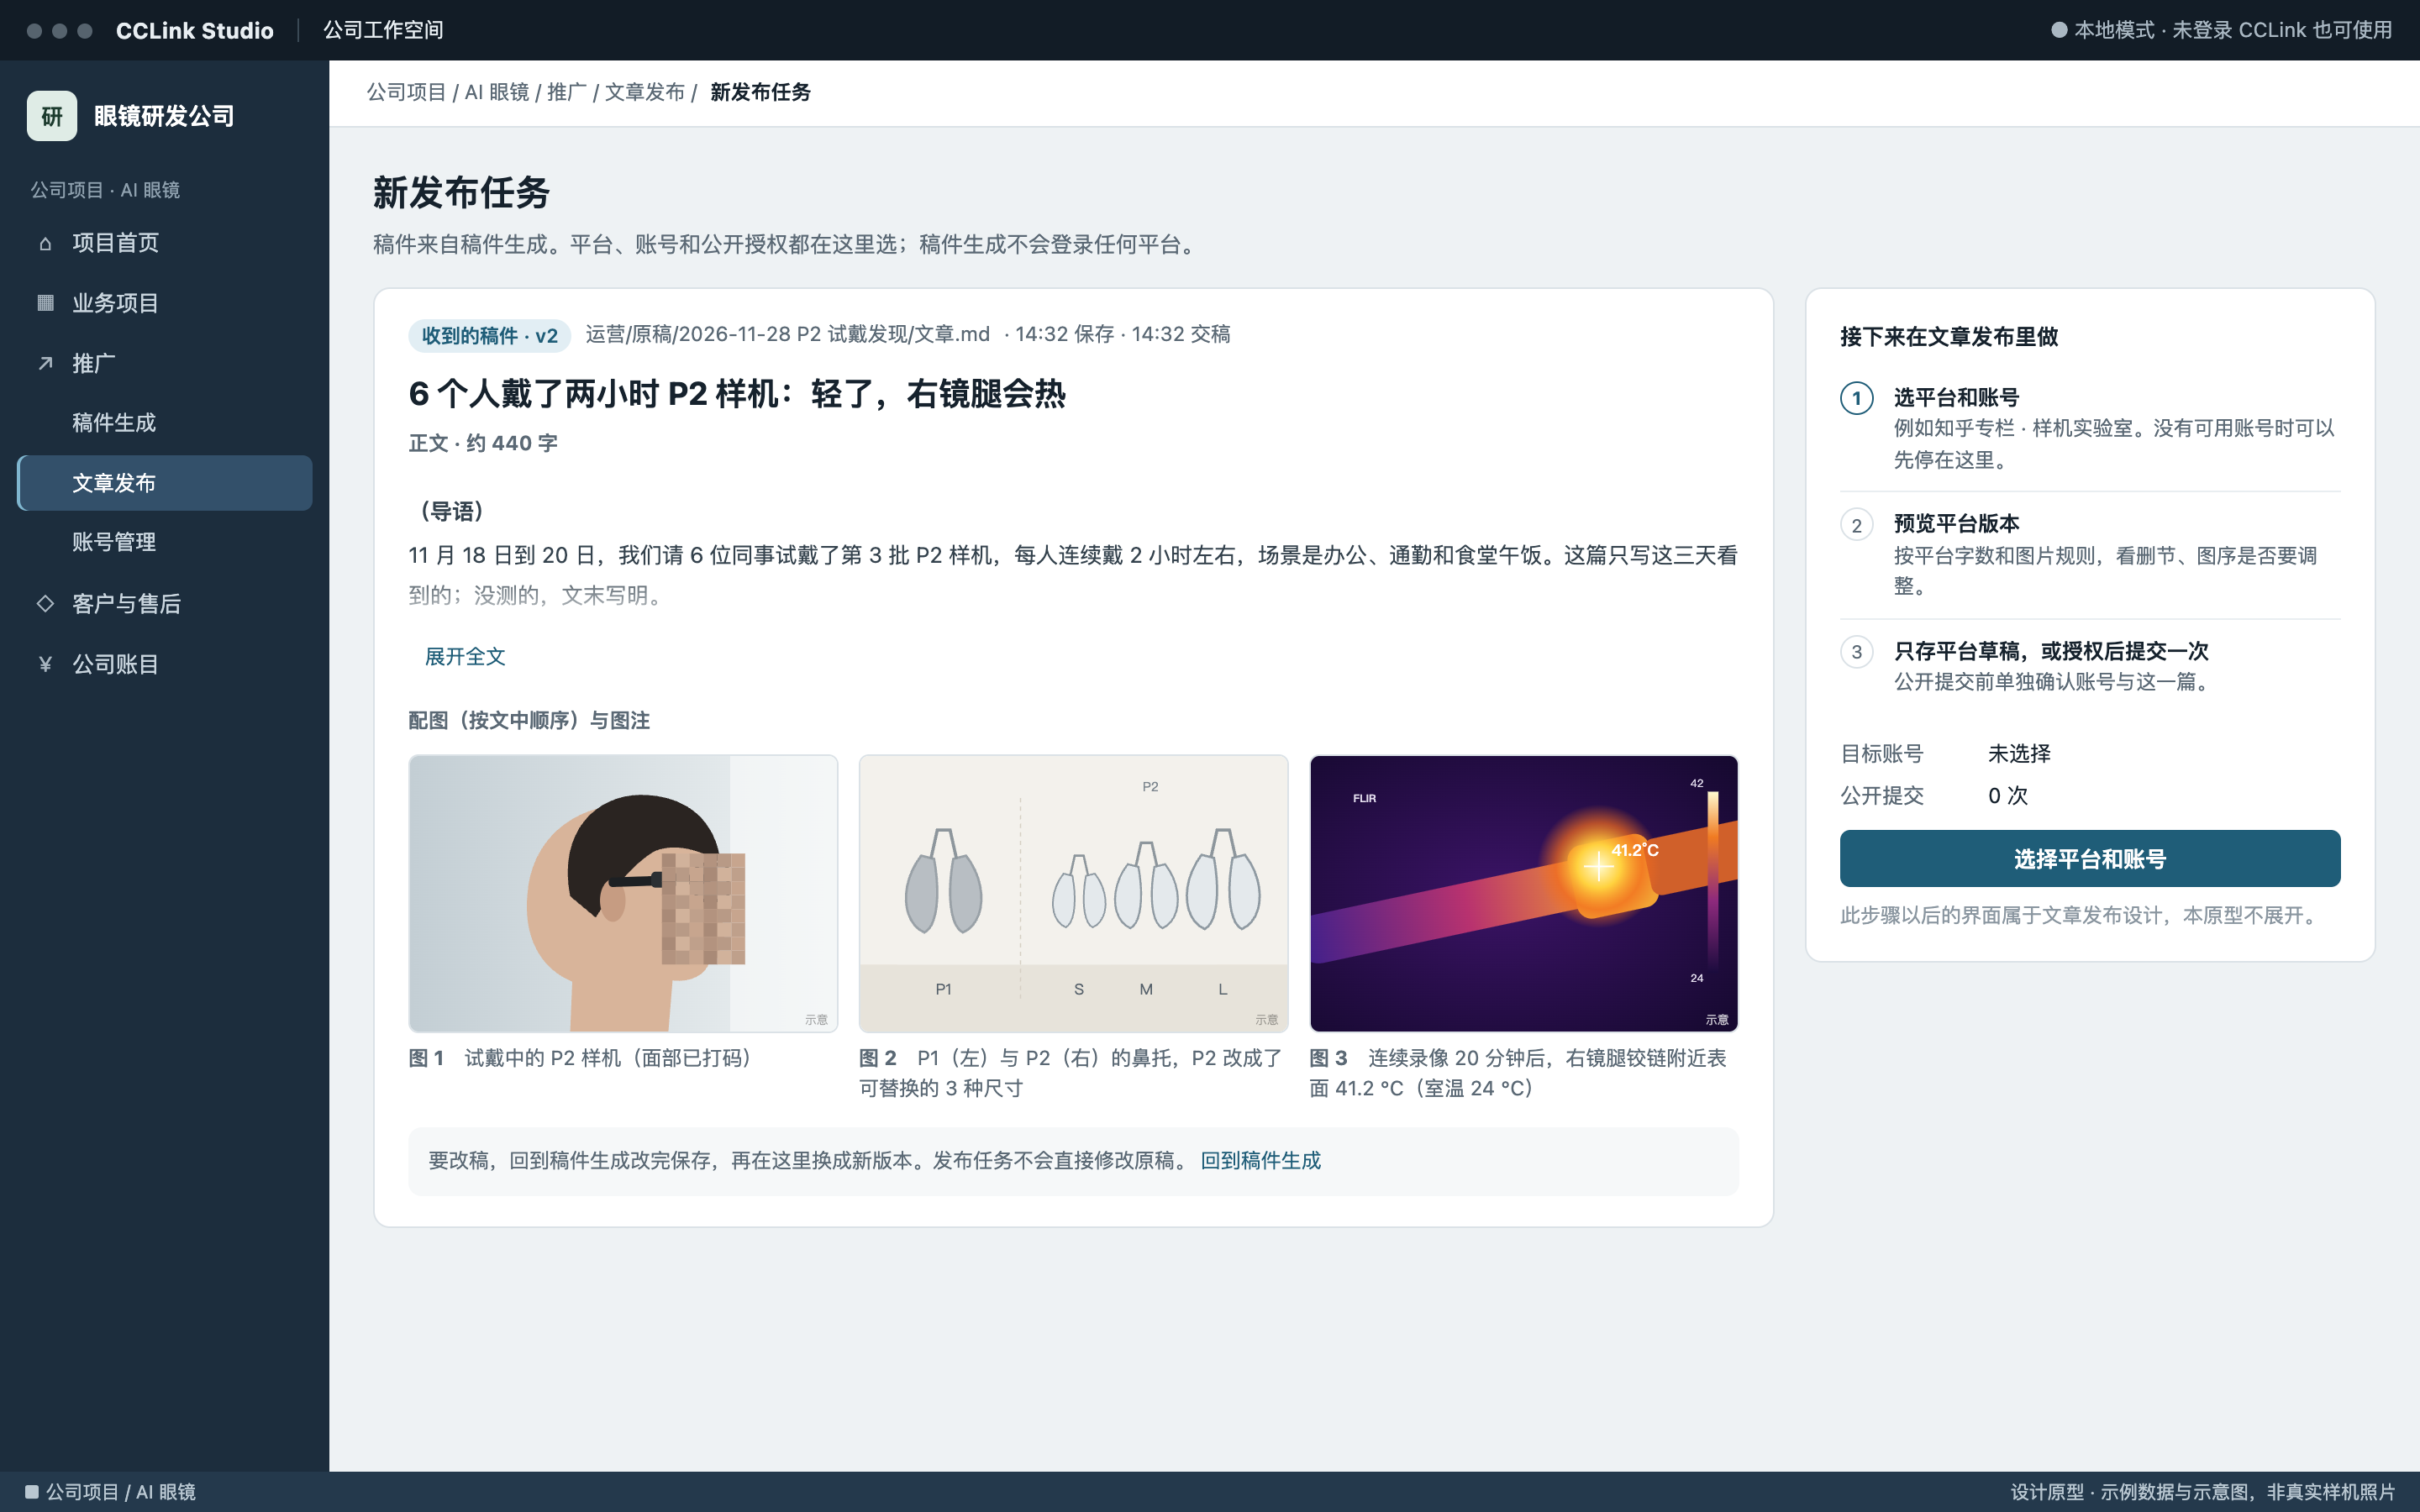 CCLink Studio
公司工作空间
本地模式 · 未登录 CCLink 也可使用
研
眼镜研发公司
公司项目 · AI 眼镜
项目首页
业务项目
推广
稿件生成
文章发布
账号管理
客户与售后
¥ 公司账目
公司项目 / AI 眼镜 / 推广 / 文章发布 / 新发布任务
新发布任务
稿件来自稿件生成。平台、账号和公开授权都在这里选；稿件生成不会登录任何平台。
收到的稿件 · v2
运营/原稿/2026-11-28 P2 试戴发现/文章.md · 14:32 保存 · 14:32 交稿
6 个人戴了两小时 P2 样机：轻了，右镜腿会热
正文 · 约 440 字
（导语）
11 月 18 日到 20 日，我们请 6 位同事试戴了第 3 批 P2 样机，每人连续戴 2 小时左右，场景是办公、通勤和食堂午饭。这篇只写这三天看
到的；没测的，文末写明。
展开全文
配图（按文中顺序）与图注
示意
图 1 试戴中的 P2 样机（面部已打码）
P2
P1
S
M
L
示意
图 2 P1（左）与 P2（右）的鼻托，P2 改成了
可替换的 3 种尺寸
FLIR
42
41.2°C
24
示意
图 3 连续录像 20 分钟后，右镜腿铰链附近表
面 41.2 °C（室温 24 °C）
要改稿，回到稿件生成改完保存，再在这里换成新版本。发布任务不会直接修改原稿。 回到稿件生成
接下来在文章发布里做
1 选平台和账号
例如知乎专栏 · 样机实验室。没有可用账号时可以
先停在这里。
2 预览平台版本
按平台字数和图片规则，看删节、图序是否要调
整。
3 只存平台草稿，或授权后提交一次
公开提交前单独确认账号与这一篇。
目标账号 未选择
公开提交 0 次
选择平台和账号
此步骤以后的界面属于文章发布设计，本原型不展开。
公司项目 / AI 眼镜
设计原型 · 示例数据与示意图，非真实样机照片